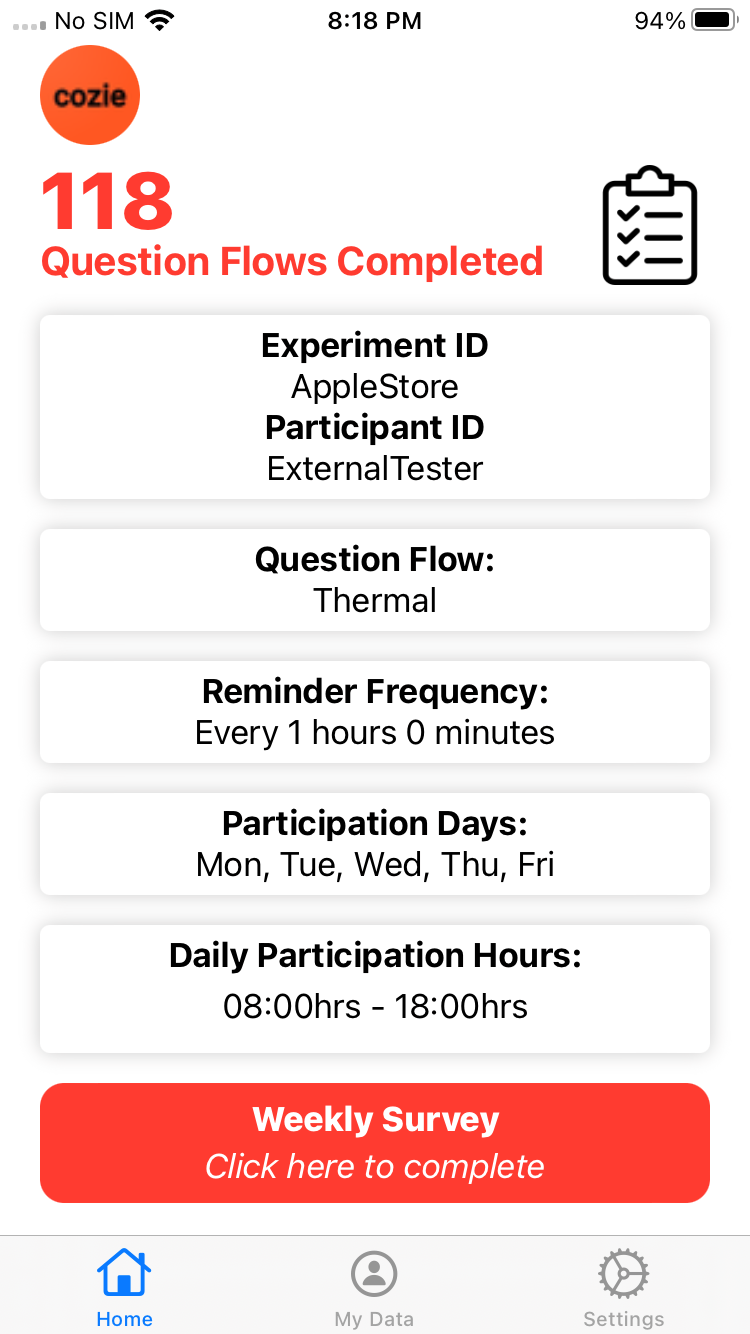 No SIM 8:18 PM 94%
cozie
118
Question Flows Completed
Experiment ID
AppleStore
Participant ID
ExternalTester
Question Flow:
Thermal
Reminder Frequency:
Every 1 hours 0 minutes
Participation Days:
Mon, Tue, Wed, Thu, Fri
Daily Participation Hours:
08:00hrs - 18:00hrs
Weekly Survey
Click here to complete
Home My Data Settings